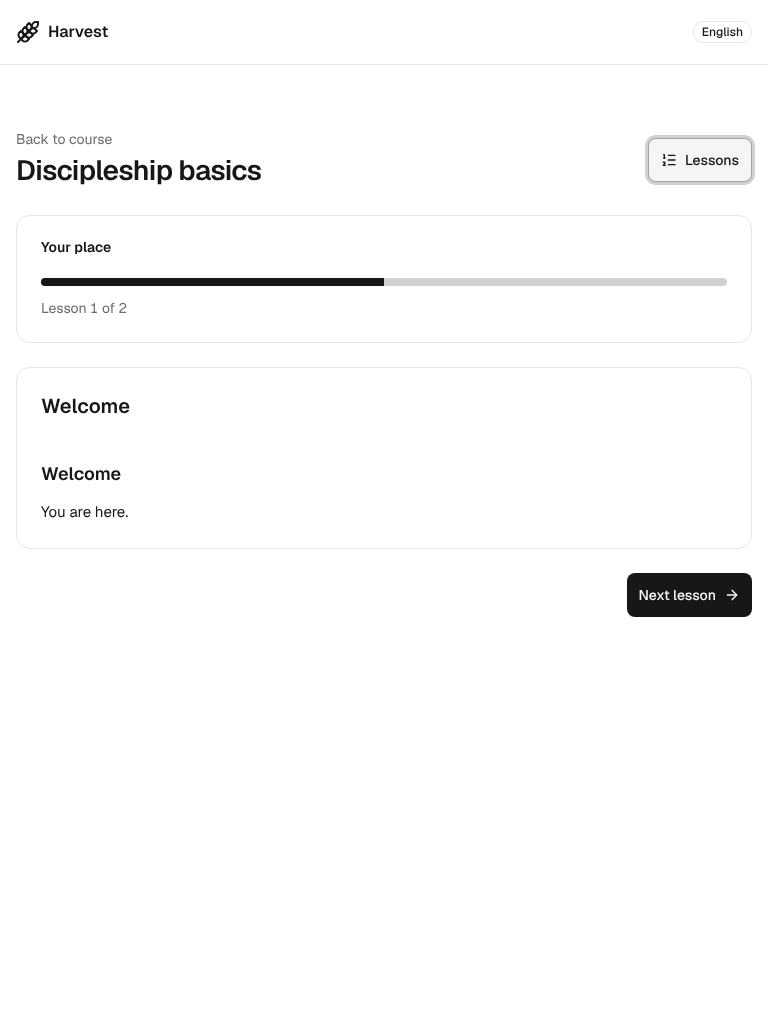 Harvest
English
Back to course
Discipleship basics
Lessons
Your place
Lesson 1 of 2
Welcome
Welcome
You are here.
Next lesson